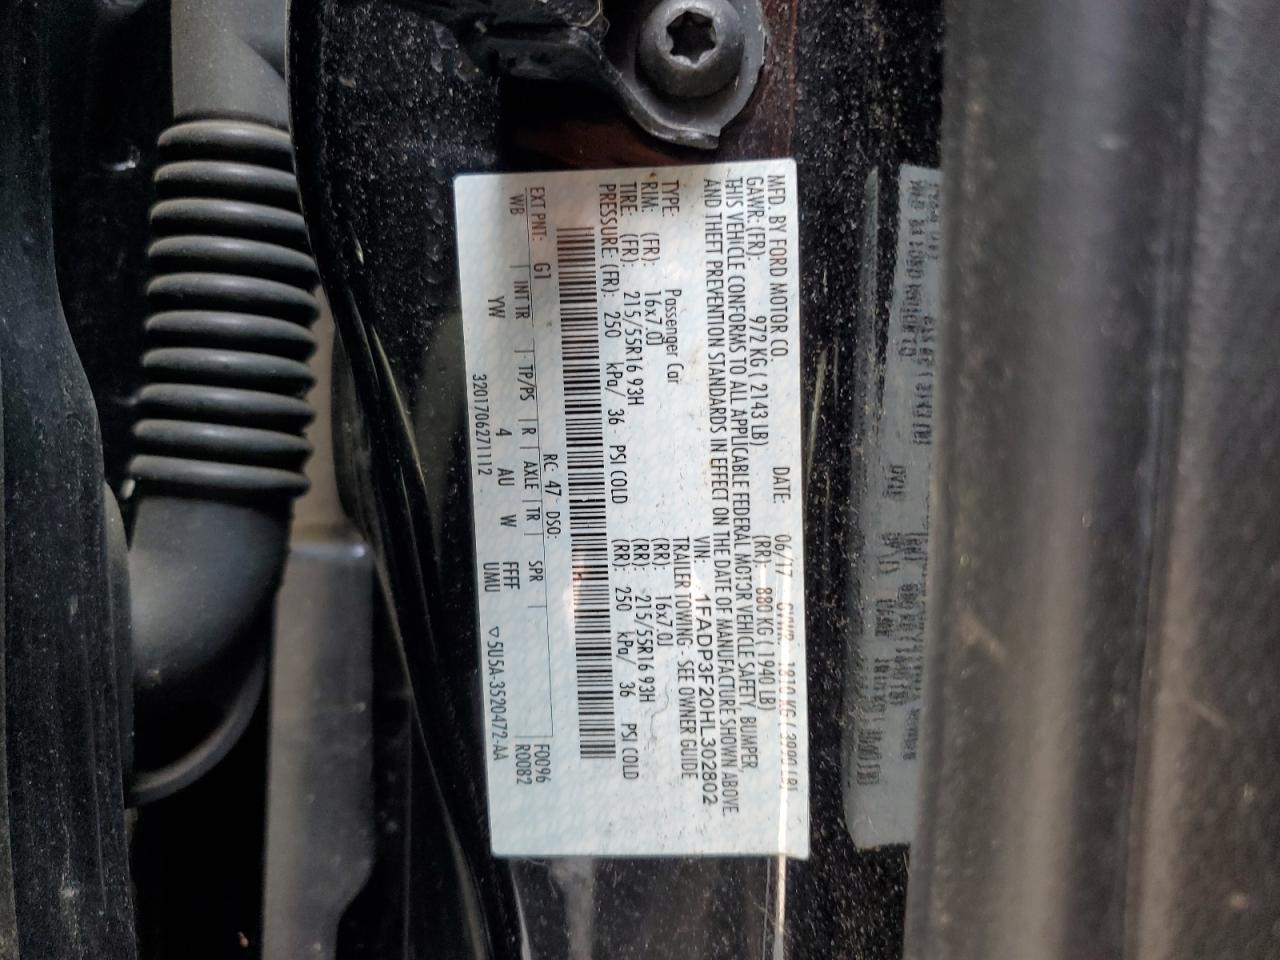 MFD. BY FORD MOTOR CO. DATE: 06/17 GVWR: 1810 KG
GAWR: (FR): 972 KG ( 2143 LB) (RR): 880 KG ( 1940 LB)
THIS VEHICLE CONFORMS TO ALL APPLICABLE FEDERAL MOTOR VEHICLE SAFETY, BUMPER,
AND THEFT PREVENTION STANDARDS IN EFFECT ON THE DATE OF MANUFACTURE SHOWN ABOVE.
VIN: 1FADP3F20HL302802
TYPE: Passenger Car TRAILER TOWING - SEE OWNER GUIDE
RIM: (FR): 16x7.0J (RR): 16x7.0J
TIRE: (FR): 215/55R16 93H (RR): 215/55R16 93H
PRESSURE: (FR): 250 kPa/ 36 PSI COLD (RR): 250 kPa/ 36 PSI COLD
EXT PNT: G1 RC: 47 DSO: F0096
WB | INT TR | TP/PS | R | AXLE | TR | SPR | R0082
YW 4 AU W FFFF
3201706271112 UMU ▽5U5A-3520472-AA